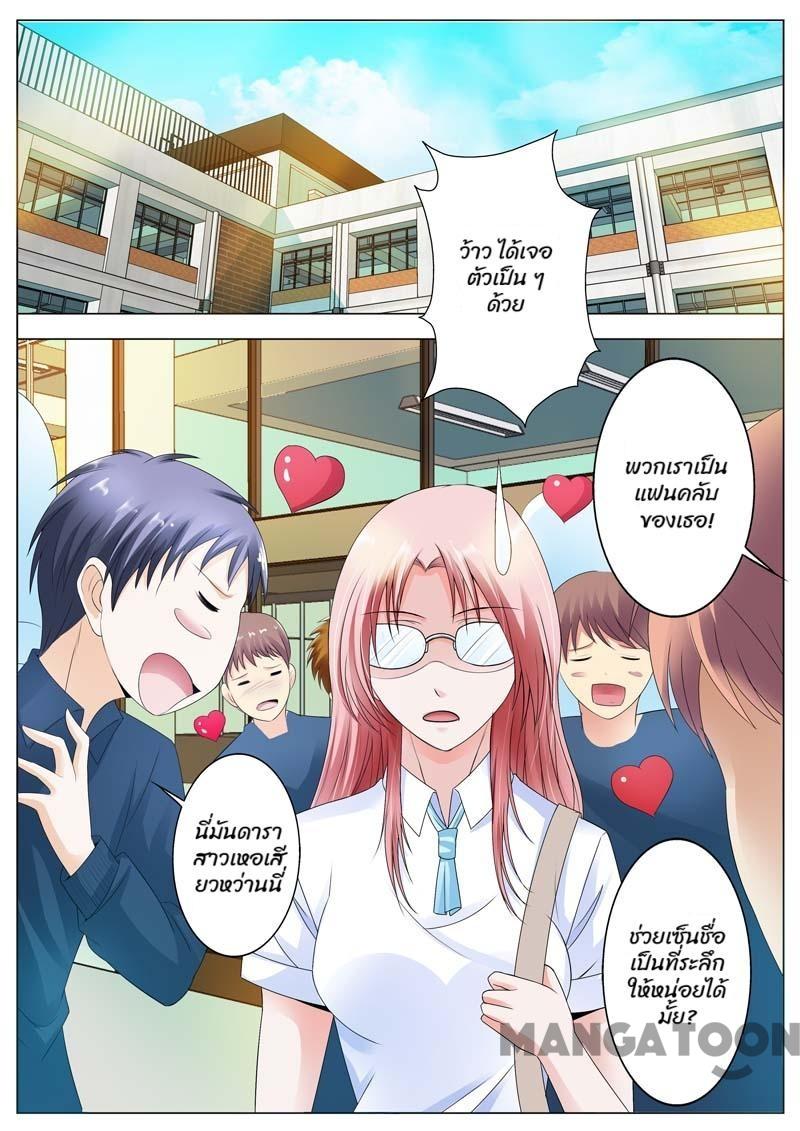 ว้าว ได้เจอ
ตัวเป็น ๆ
ด้วย
พวกเราเป็น
แฟนคลับ
ของเธอ!
นี่มันดารา
สาวเหอเสี
ยวหว่านนี่
ช่วยเซ็นชื่อ
เป็นที่ระลึก
ให้หน่อยได้
มั้ย?
MANGATOON